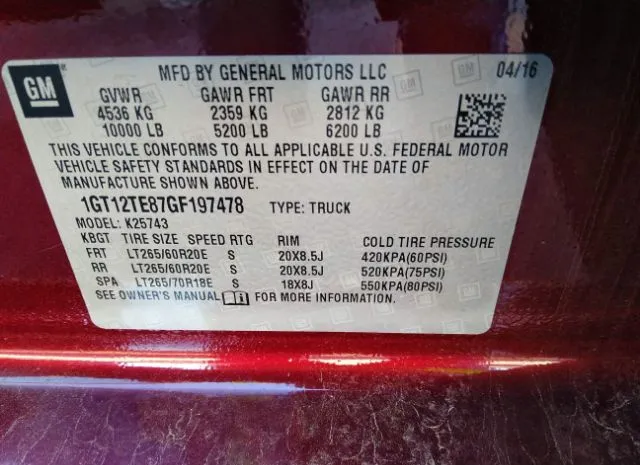 GM
MFD BY GENERAL MOTORS LLC 04/16
GVWR GAWR FRT GAWR RR
4536 KG 2359 KG 2812 KG
10000 LB 5200 LB 6200 LB
THIS VEHICLE CONFORMS TO ALL APPLICABLE U.S. FEDERAL MOTOR
VEHICLE SAFETY STANDARDS IN EFFECT ON THE DATE OF
MANUFACTURE SHOWN ABOVE.
1GT12TE87GF197478 TYPE: TRUCK
MODEL: K25743
KBGT TIRE SIZE SPEED RTG RIM COLD TIRE PRESSURE
FRT LT265/60R20E S 20X8.5J 420KPA(60PSI)
RR LT265/60R20E S 20X8.5J 520KPA(75PSI)
SPA LT265/70R18E S 18X8J 550KPA(80PSI)
SEE OWNER'S MANUAL FOR MORE INFORMATION